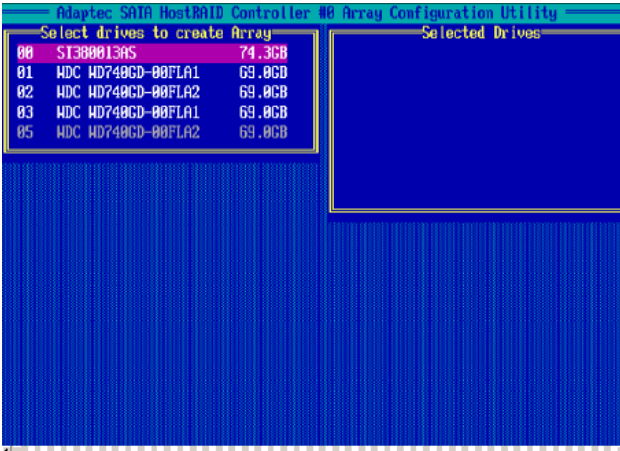 Adaptec SATA HostRAID Controller #0 Array Configuration Utility
Select drives to create Array
Selected Drives
00 ST380013AS 74.3GB
01 WDC WD740GD-00FLA1 69.0GB
02 WDC WD740GD-00FLA2 69.0GB
03 WDC WD740GD-00FLA1 69.0GB
05 WDC WD740GD-00FLA2 69.0GB